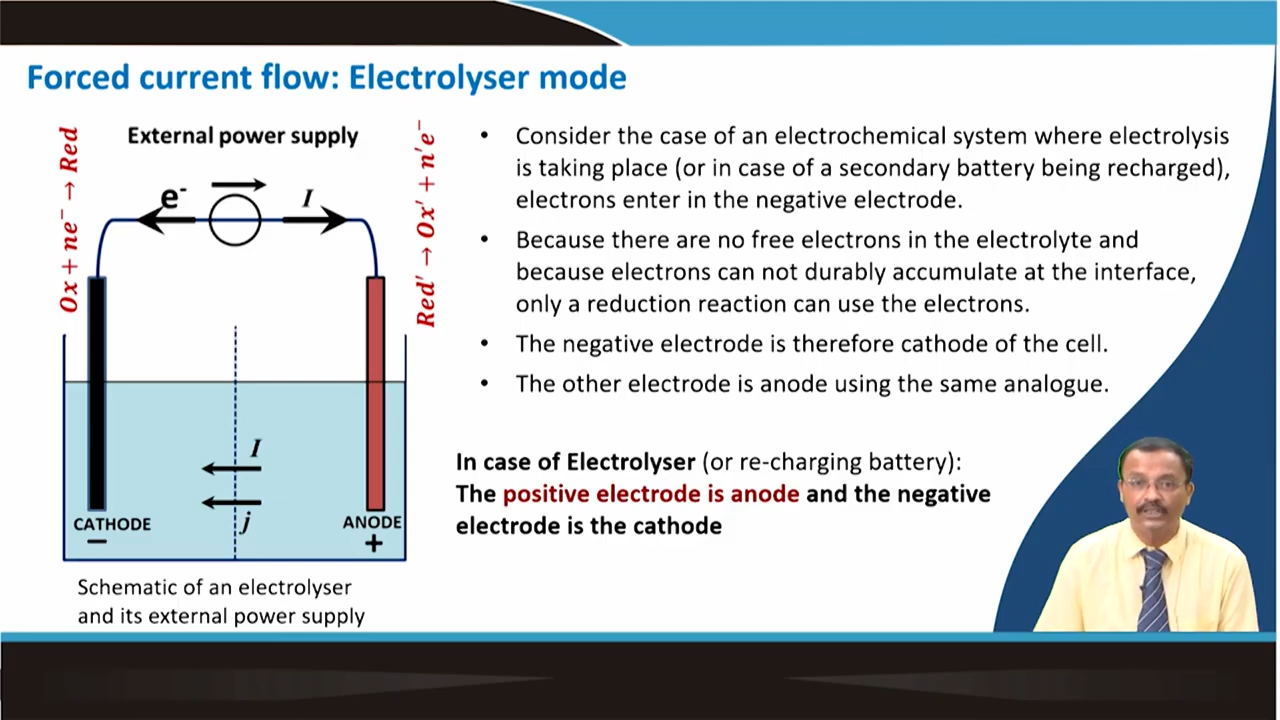 Forced current flow: Electrolyser mode
Ox + ne⁻ → Red
External power supply
Red′ → Ox′ + n′e⁻
e⁻
I
I
j
CATHODE
−
ANODE
+
Schematic of an electrolyser
and its external power supply
• Consider the case of an electrochemical system where electrolysis
is taking place (or in case of a secondary battery being recharged),
electrons enter in the negative electrode.
• Because there are no free electrons in the electrolyte and
because electrons can not durably accumulate at the interface,
only a reduction reaction can use the electrons.
• The negative electrode is therefore cathode of the cell.
• The other electrode is anode using the same analogue.
In case of Electrolyser (or re-charging battery):
The positive electrode is anode and the negative
electrode is the cathode